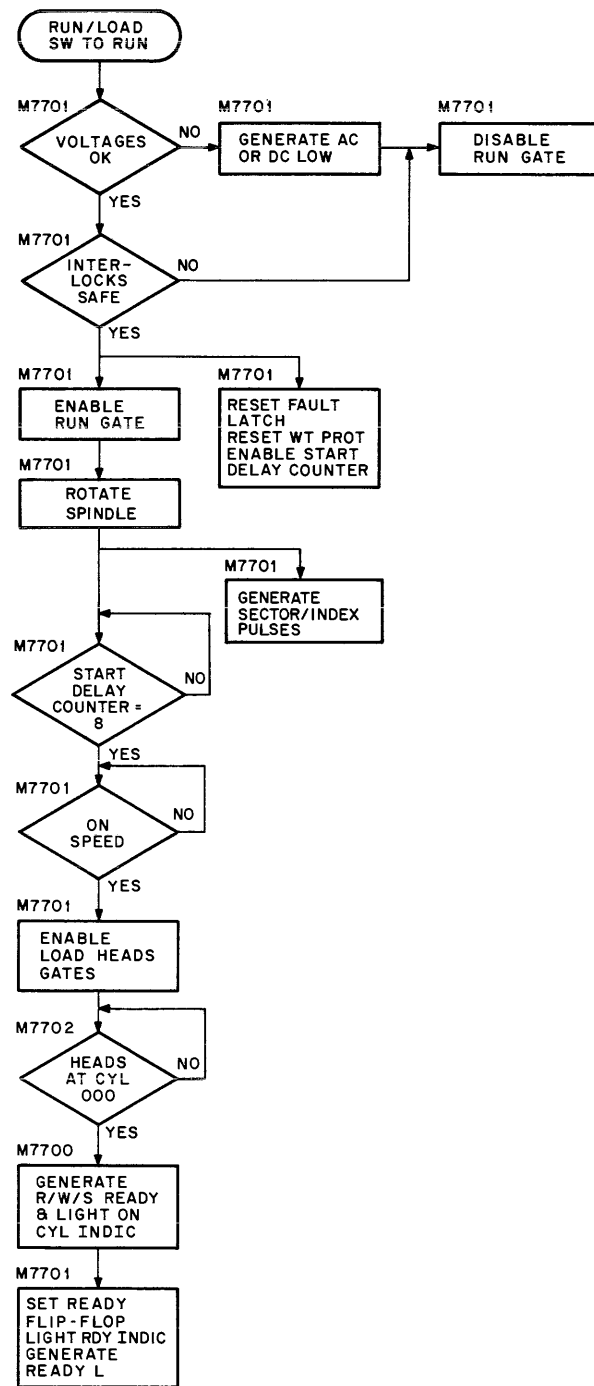 RUN/LOAD
SW TO RUN
M7701
VOLTAGES
OK
NO
YES
M7701
GENERATE AC
OR DC LOW
M7701
DISABLE
RUN GATE
M7701
INTER-
LOCKS
SAFE
NO
YES
M7701
ENABLE
RUN GATE
M7701
RESET FAULT
LATCH
RESET WT PROT
ENABLE START
DELAY COUNTER
M7701
ROTATE
SPINDLE
M7701
GENERATE
SECTOR/INDEX
PULSES
M7701
START
DELAY
COUNTER =
8
NO
YES
M7701
ON
SPEED
NO
YES
M7701
ENABLE
LOAD HEADS
GATES
M7702
HEADS
AT CYL
000
NO
YES
M7700
GENERATE
R/W/S READY
& LIGHT ON
CYL INDIC
M7701
SET READY
FLIP-FLOP
LIGHT RDY INDIC
GENERATE
READY L